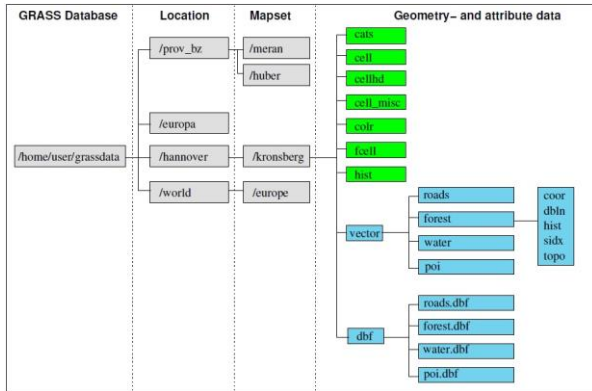 GRASS Database
Location
Mapset
Geometry- and attribute data
/home/user/grassdata
/prov_bz
/europa
/hannover
/world
/meran
/huber
/kronsberg
/europe
cats
cell
cellhd
cell_misc
colr
fcell
hist
vector
roads
forest
water
poi
coor
dbln
hist
sidx
topo
dbf
roads.dbf
forest.dbf
water.dbf
poi.dbf